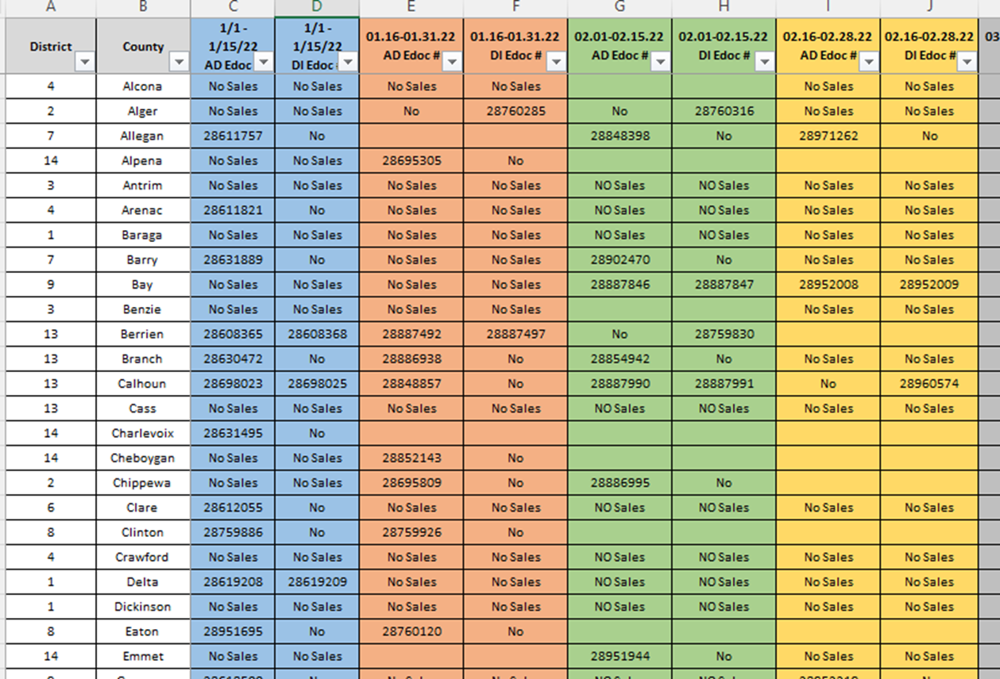 A B C D E F G H I J
District County 1/1 - 1/15/22 AD Edoc 1/1 - 1/15/22 DI Edoc 01.16-01.31.22 AD Edoc # 01.16-01.31.22 DI Edoc # 02.01-02.15.22 AD Edoc # 02.01-02.15.22 DI Edoc # 02.16-02.28.22 AD Edoc # 02.16-02.28.22 DI Edoc # 03
4 Alcona No Sales No Sales No Sales No Sales No Sales No Sales
2 Alger No Sales No Sales No 28760285 No 28760316 No Sales No Sales
7 Allegan 28611757 No 28848398 No 28971262 No
14 Alpena No Sales No Sales 28695305 No
3 Antrim No Sales No Sales No Sales No Sales NO Sales NO Sales No Sales No Sales
4 Arenac 28611821 No No Sales No Sales NO Sales NO Sales No Sales No Sales
1 Baraga No Sales No Sales No Sales No Sales NO Sales NO Sales No Sales No Sales
7 Barry 28631889 No No Sales No Sales 28902470 No No Sales No Sales
9 Bay No Sales No Sales No Sales No Sales 28887846 28887847 28952008 28952009
3 Benzie No Sales No Sales No Sales No Sales No Sales No Sales
13 Berrien 28608365 28608368 28887492 28887497 No 28759830
13 Branch 28630472 No 28886938 No 28854942 No No Sales No Sales
13 Calhoun 28698023 28698025 28848857 No 28887990 28887991 No 28960574
13 Cass No Sales No Sales No Sales No Sales NO Sales NO Sales No Sales No Sales
14 Charlevoix 28631495 No
14 Cheboygan No Sales No Sales 28852143 No
2 Chippewa No Sales No Sales 28695809 No 28886995 No
6 Clare 28612055 No No Sales No Sales NO Sales NO Sales No Sales No Sales
8 Clinton 28759886 No 28759926 No
4 Crawford No Sales No Sales No Sales No Sales NO Sales NO Sales No Sales No Sales
1 Delta 28619208 28619209 No Sales No Sales NO Sales NO Sales No Sales No Sales
1 Dickinson No Sales No Sales No Sales No Sales NO Sales NO Sales No Sales No Sales
8 Eaton 28951695 No 28760120 No
14 Emmet No Sales No Sales 28951944 No No Sales No Sales